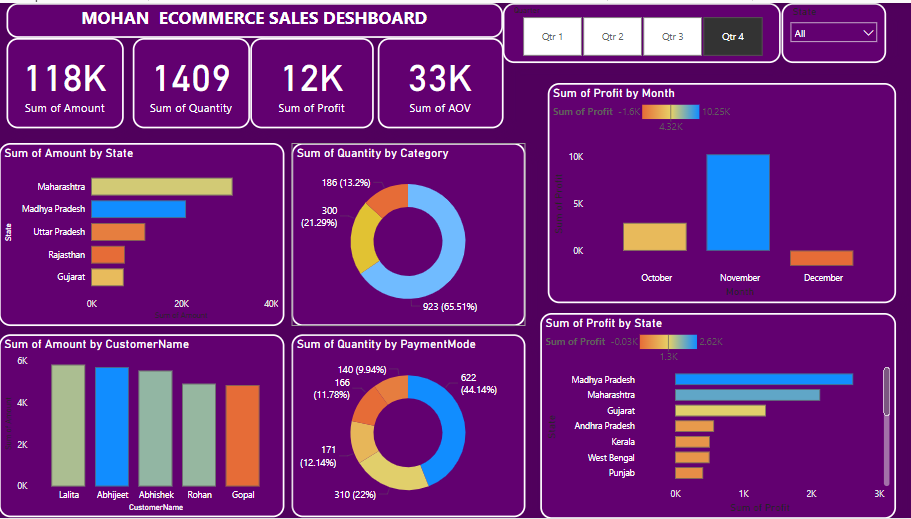 MOHAN ECOMMERCE SALES DESHBOARD
Qtr 1
Qtr 2
Qtr 3
Qtr 4
All
118K
Sum of Amount
1409
Sum of Quantity
12K
Sum of Profit
33K
Sum of AOV
Sum of Profit by Month
Sum of Profit -1.6K 10.25K
4.32K
10K
5K
0K
October
November
December
Sum of Amount by State
State
Maharashtra
Madhya Pradesh
Uttar Pradesh
Rajasthan
Gujarat
0K
20K
40K
Sum of Quantity by Category
186 (13.2%)
300
(21.29%)
923 (65.51%)
Sum of Profit by State
Sum of Profit -0.03K 2.62K
1.3K
Madhya Pradesh
Maharashtra
Gujarat
Andhra Pradesh
Kerala
West Bengal
Punjab
0K
1K
2K
3K
Sum of Profit
Sum of Amount by CustomerName
6K
4K
2K
0K
Lalita
Abhijeet
Abhishek
Rohan
Gopal
CustomerName
Sum of Quantity by PaymentMode
140 (9.94%)
166
(11.78%)
171
(12.14%)
310 (22%)
622
(44.14%)